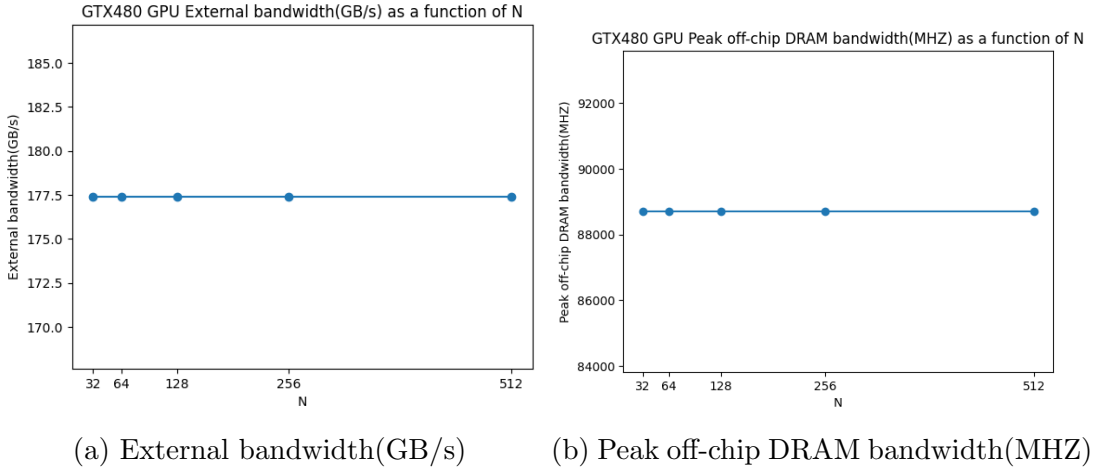 GTX480 GPU External bandwidth(GB/s) as a function of N
185.0
182.5
180.0
177.5
175.0
172.5
170.0
External bandwidth(GB/s)
32 64 128 256 512
N
(a) External bandwidth(GB/s)
GTX480 GPU Peak off-chip DRAM bandwidth(MHZ) as a function of N
92000
90000
88000
86000
84000
Peak off-chip DRAM bandwidth(MHZ)
32 64 128 256 512
N
(b) Peak off-chip DRAM bandwidth(MHZ)